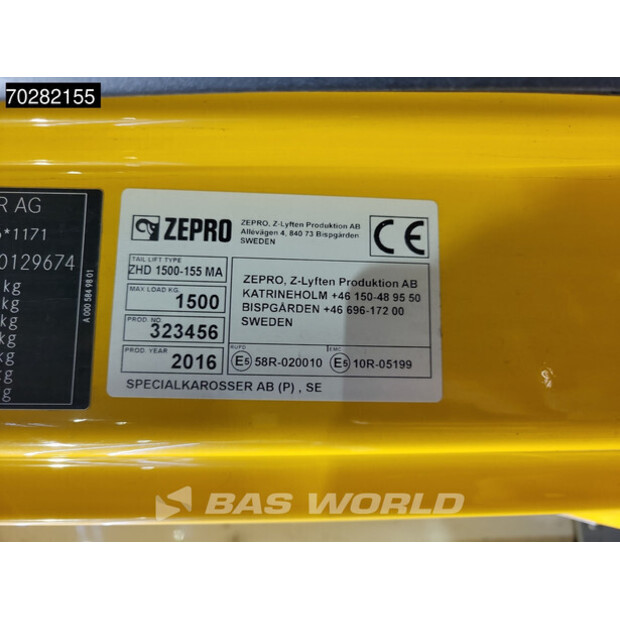 70282155
R AG
*1171
0129674
kg
kg
kg
kg
kg
g
A 000 584 98 01
ZEPRO
ZEPRO, Z-Lyften Produktion AB
Allévägen 4, 840 73 Bispgården
SWEDEN
CE
TAIL LIFT TYPE
ZHD 1500-155 MA
MAX LOAD KG.
1500
PROD. NO
323456
PROD. YEAR
2016
ZEPRO, Z-Lyften Produktion AB
KATRINEHOLM +46 150-48 95 50
BISPGÅRDEN +46 696-172 00
SWEDEN
RUPD
E5 58R-020010
EMC
E5 10R-05199
SPECIALKAROSSER AB (P) , SE
BAS WORLD